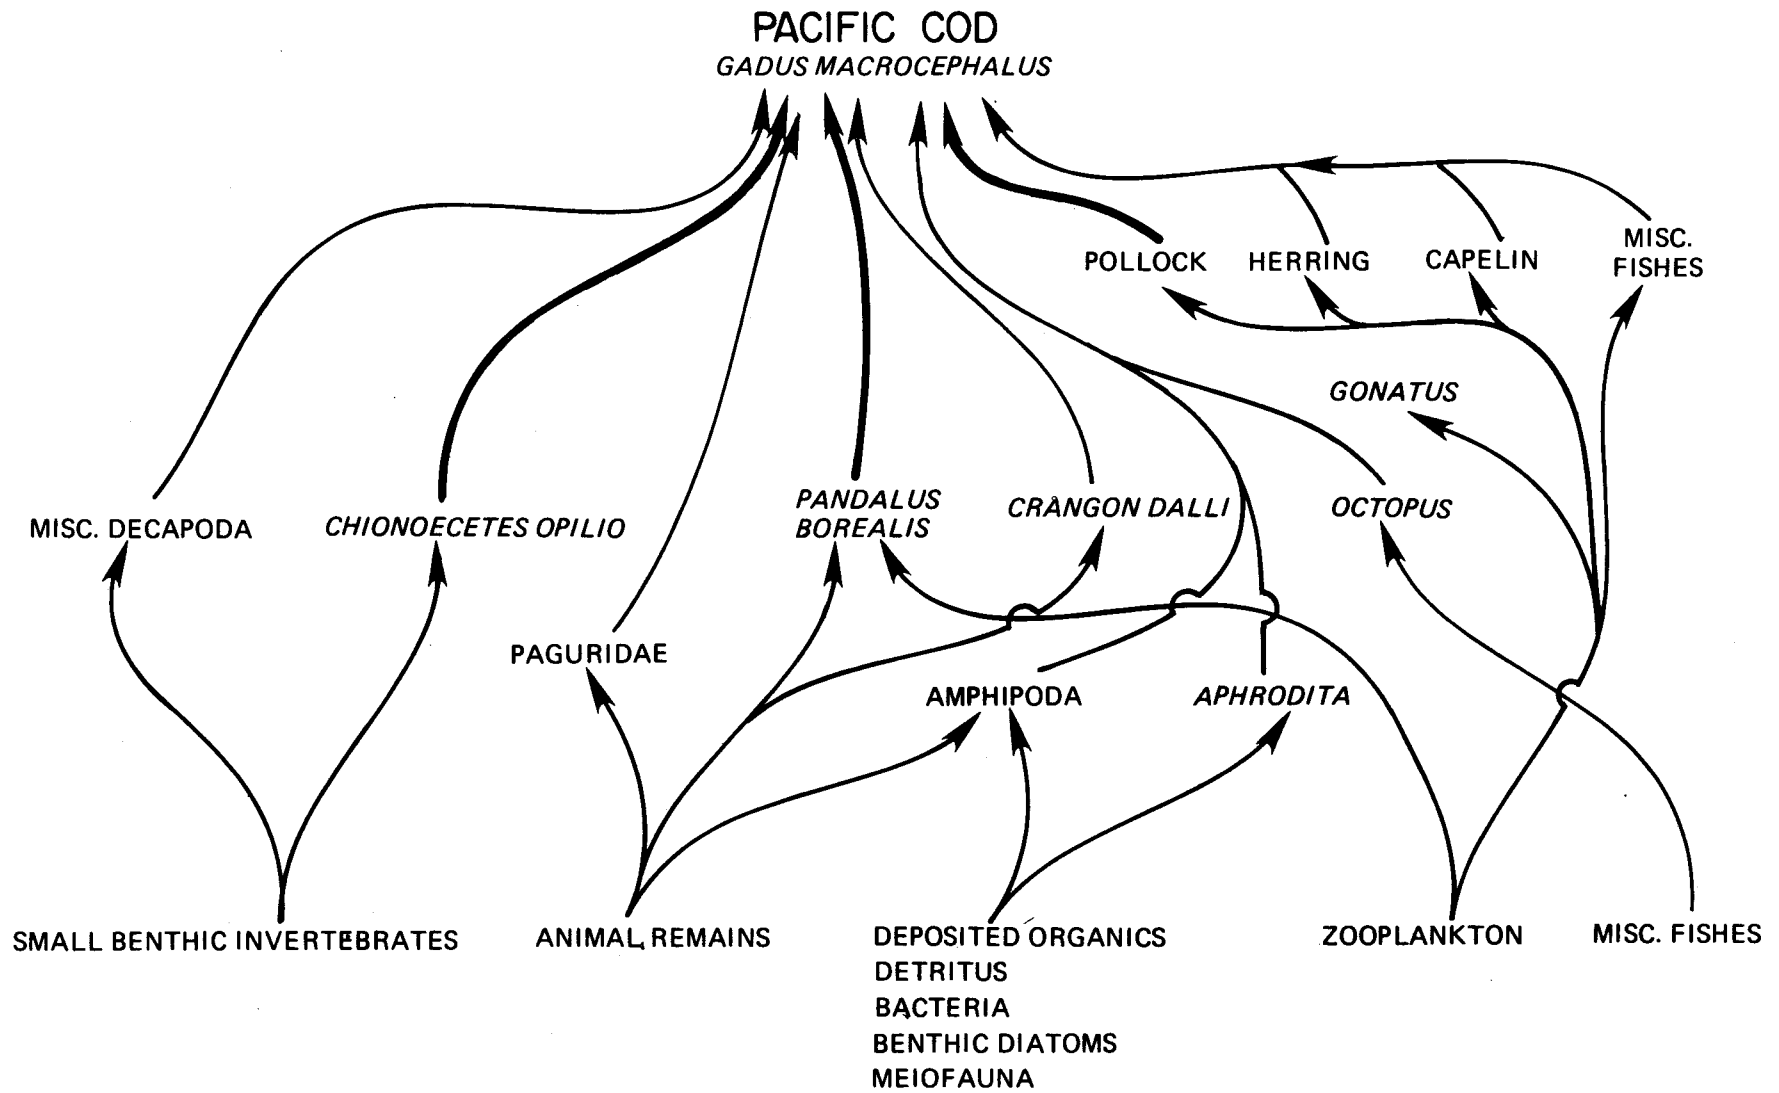 PACIFIC COD
GADUS MACROCEPHALUS
POLLOCK
HERRING
CAPELIN
MISC.
FISHES
GONATUS
MISC. DECAPODA
CHIONOECETES OPILIO
PANDALUS
BOREALIS
CRANGON DALLI
OCTOPUS
PAGURIDAE
AMPHIPODA
APHRODITA
SMALL BENTHIC INVERTEBRATES
ANIMAL REMAINS
DEPOSITED ORGANICS
DETRITUS
BACTERIA
BENTHIC DIATOMS
MEIOFAUNA
ZOOPLANKTON
MISC. FISHES